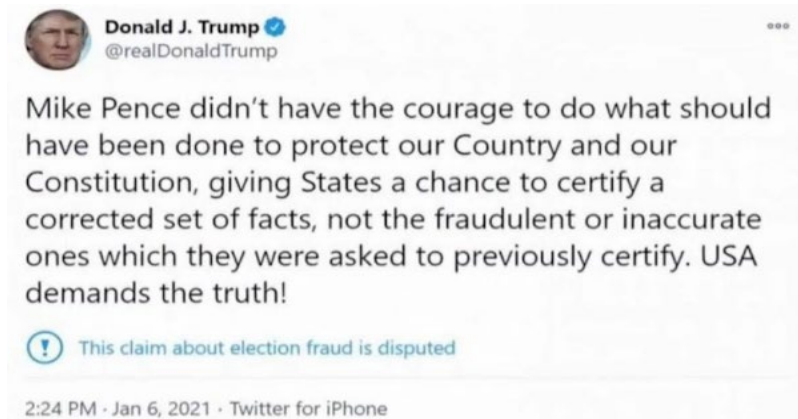 Donald J. Trump
@realDonaldTrump
Mike Pence didn't have the courage to do what should
have been done to protect our Country and our
Constitution, giving States a chance to certify a
corrected set of facts, not the fraudulent or inaccurate
ones which they were asked to previously certify. USA
demands the truth!
This claim about election fraud is disputed
2:24 PM · Jan 6, 2021 · Twitter for iPhone